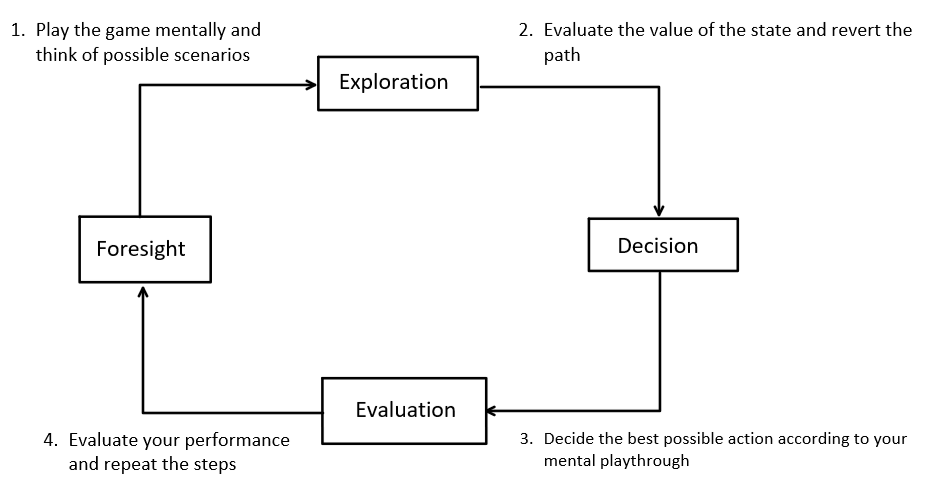 1. Play the game mentally and
think of possible scenarios
2. Evaluate the value of the state and revert the
path
Exploration
Foresight
Decision
Evaluation
4. Evaluate your performance
and repeat the steps
3. Decide the best possible action according to your
mental playthrough